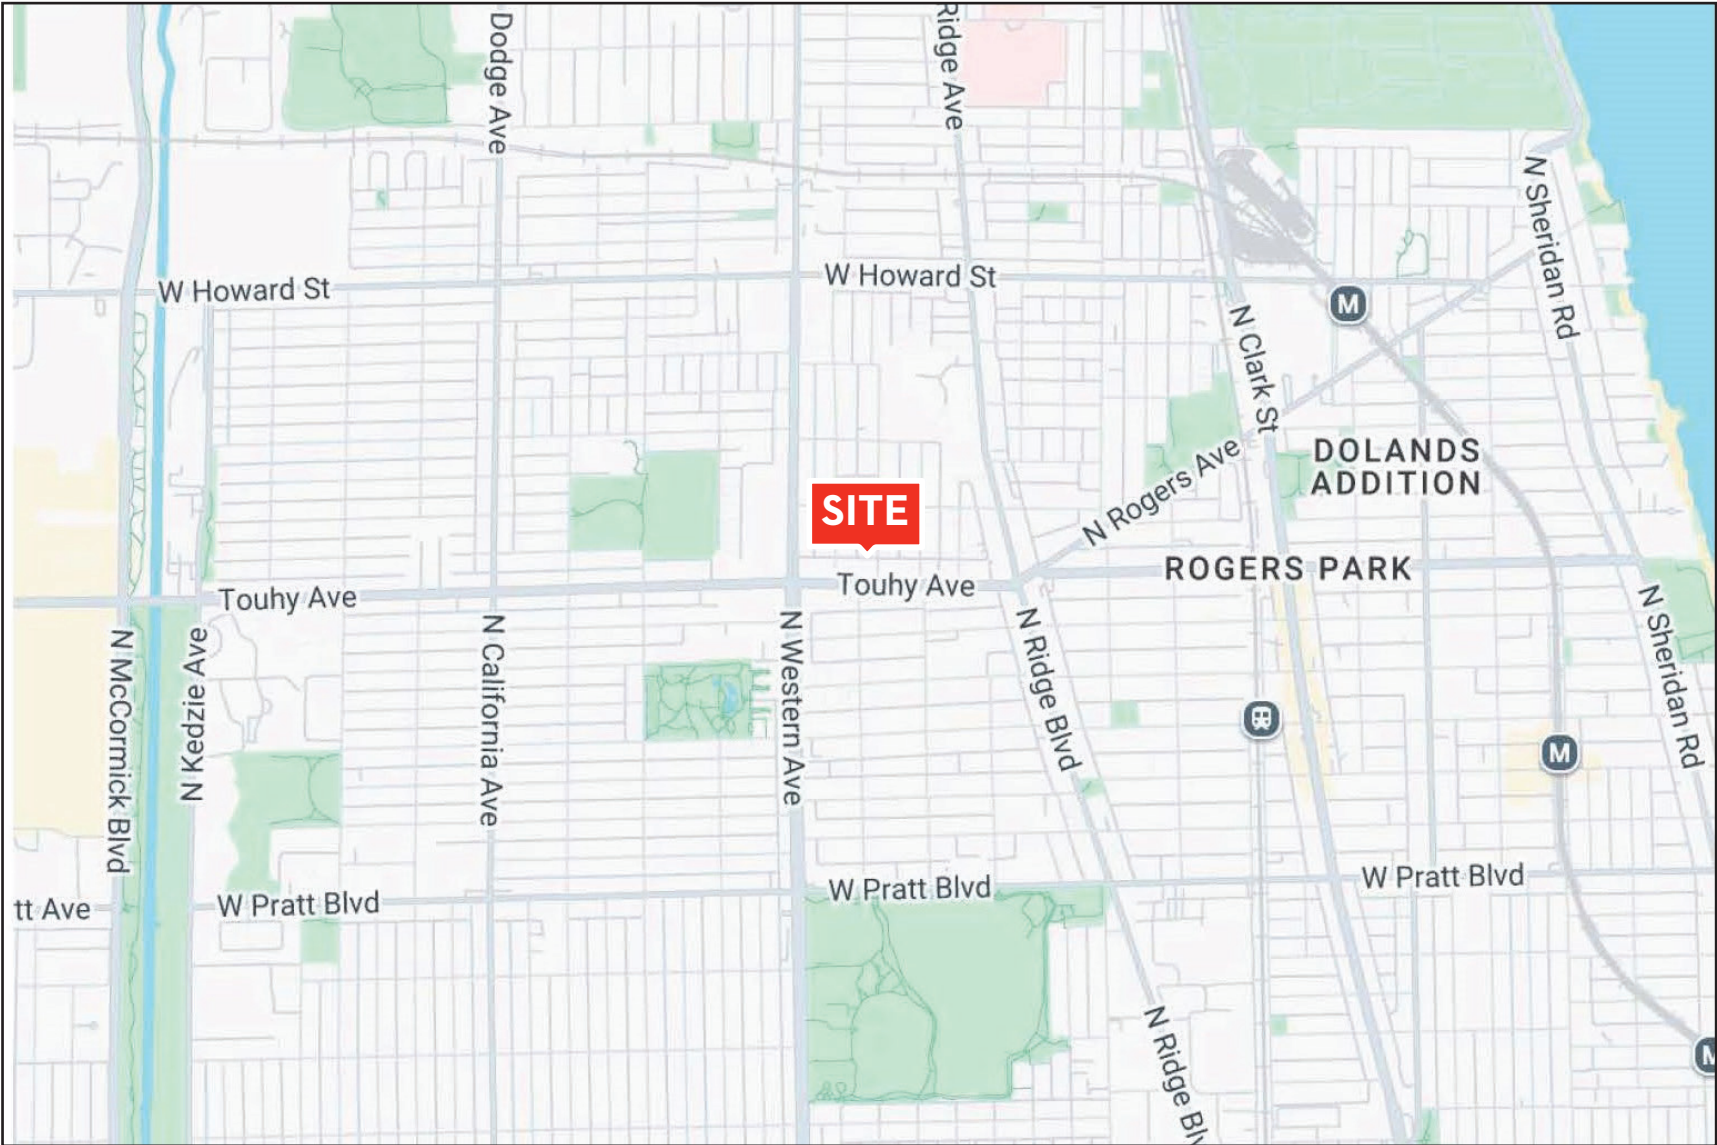 Dodge Ave
Ridge Ave
N Sheridan Rd
W Howard St
W Howard St
M
N Clark St
DOLANDS
ADDITION
N Rogers Ave
SITE
ROGERS PARK
Touhy Ave
Touhy Ave
N McCormick Blvd
N Kedzie Ave
N California Ave
N Western Ave
N Ridge Blvd
N Sheridan Rd
M
W Pratt Blvd
W Pratt Blvd
W Pratt Blvd
tt Ave
N Ridge Blv
M